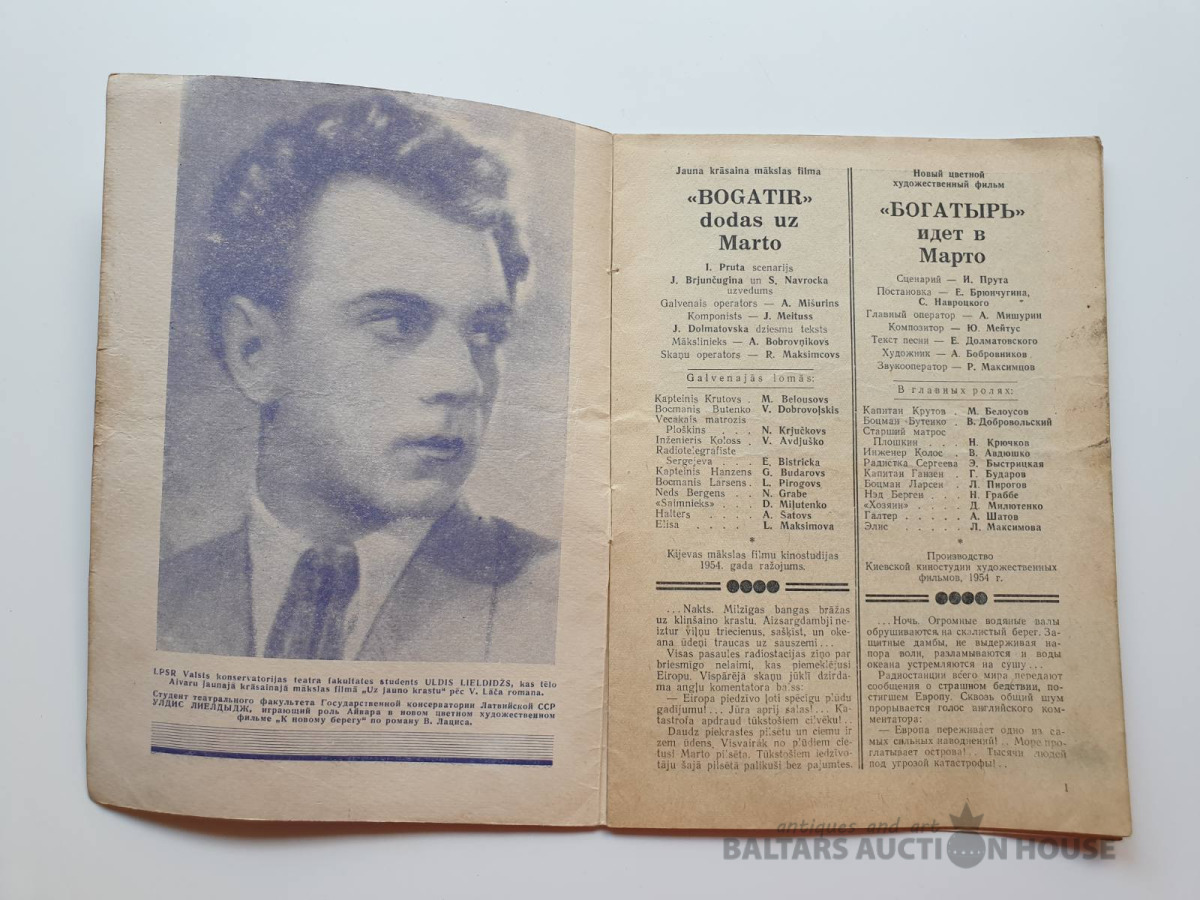 LPSR Valsts konservatorijas teatra fakultates students ULDIS LIELDIDŽS, kas tēlo
Aivaru jaunajā krāsainajā mākslas filmā „Uz jauno krastu" pēc V. Lāča romana.
Студент театрального факультета Государственной консерватории Латвийской ССР
УЛДИС ЛИЕЛДЫДЖ, играющий роль Айвара в новом цветном художественном
фильме „К новому берегу" по роману В. Лациса.
Jauna krāsaina mākslas filma
«BOGATIR»
dodas uz
Marto
I. Pruta scenarijs
J. Brjunčugina un S. Navrocka
uzvedums
Galvenais operators — A. Mišurins
Komponists — J. Meituss
J. Dolmatovska dziesmu teksts
Mākslinieks — A. Bobrovņikovs
Skaņu operators — R. Maksimcovs
Galvenajās lomās:
Kapteinis Krutovs . M. Belousovs
Bocmanis Butenko V. Dobrovoļskis
Vecākais matrozis
Ploškins . . . N. Krjučkovs
Inženieris Koloss . V. Avdjuško
Radiotelegrafiste
Sergejeva . . . E. Bistricka
Kapteinis Hanzens G. Budarovs
Bocmanis Larsens . L. Pirogovs
Neds Bergens . . N. Grabe
«Saimnieks» . . D. Miļutenko
Halters . . . . A. Šatovs
Elisa . . . . . L. Maksimova
*
Kijevas mākslas filmu kinostudijas
1954. gada ražojums.
...Nakts. Milzīgas bangas brāžas
uz klinšaino krastu. Aizsargdambji ne-
iztur viļņu triecienus, sašķīst, un oke-
ana ūdeņi traucas uz sauszemi...
Visas pasaules radiostacijas ziņo par
briesmīgo nelaimi, kas piemeklējusi
Eiropu. Vispārējā skaņu jūklī dzirda-
ma angļu komentatora balss:
— Eiropa piedzīvo ļoti spēcīgu plūdu
gadījumu!... Jūra aprij salas!... Ka-
tastrofa apdraud tūkstošiem cilvēku!..
Daudz piekrastes pilsētu un ciemu ir
zem ūdens. Visvairāk no plūdiem cie-
tusi Marto pilsēta. Tūkstošiem iedzīvo-
tāju šajā pilsētā palikuši bez pajumtes.
Новый цветной
художественный фильм
«БОГАТЫРЬ»
идет в
Марто
Сценарий — И. Прута
Постановка — Е. Брюнчугина,
С. Навроцкого
Главный оператор — А. Мишурин
Композитор — Ю. Мейтус
Текст песни — Е. Долматовского
Художник — А. Бобровников
Звукооператор — Р. Максимцов
В главных ролях:
Капитан Крутов . М. Белоусов
Боцман Бутенко . В. Добровольский
Старший матрос
Плошкин . . . Н. Крючков
Инженер Колос . В. Авдюшко
Радистка Сергеева Э. Быстрицкая
Капитан Ганзен . Г. Бударов
Боцман Ларсен . Л. Пирогов
Нэд Берген . . . Н. Граббе
«Хозяин» . . . Д. Милютенко
Галтер . . . . . А. Шатов
Элис . . . . . Л. Максимова
*
Производство
Киевской киностудии художественных
фильмов, 1954 г.
...Ночь. Огромные водяные валы
обрушиваются на скалистый берег. За-
щитные дамбы, не выдерживая на-
пора волн, разламываются и воды
океана устремляются на сушу...
Радиостанции всего мира передают
сообщения о страшном бедствии, по-
стигшем Европу. Сквозь общий шум
прорывается голос английского ком-
ментатора:
— Европа переживает одно из са-
мых сильных наводнений!.. Море про-
глатывает острова!.. Тысячи людей
под угрозой катастрофы!..
1
antiques and art
BALTARS AUCTION HOUSE